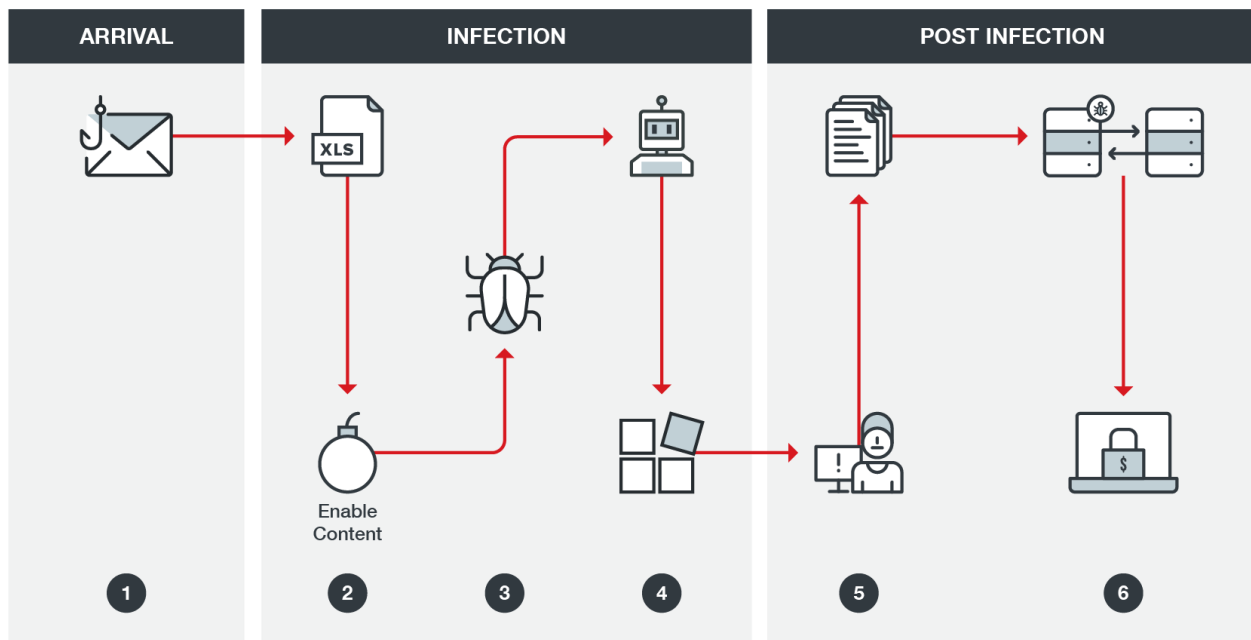 ARRIVAL
INFECTION
POST INFECTION
XLS
!
$
Enable
Content
1
2
3
4
5
6